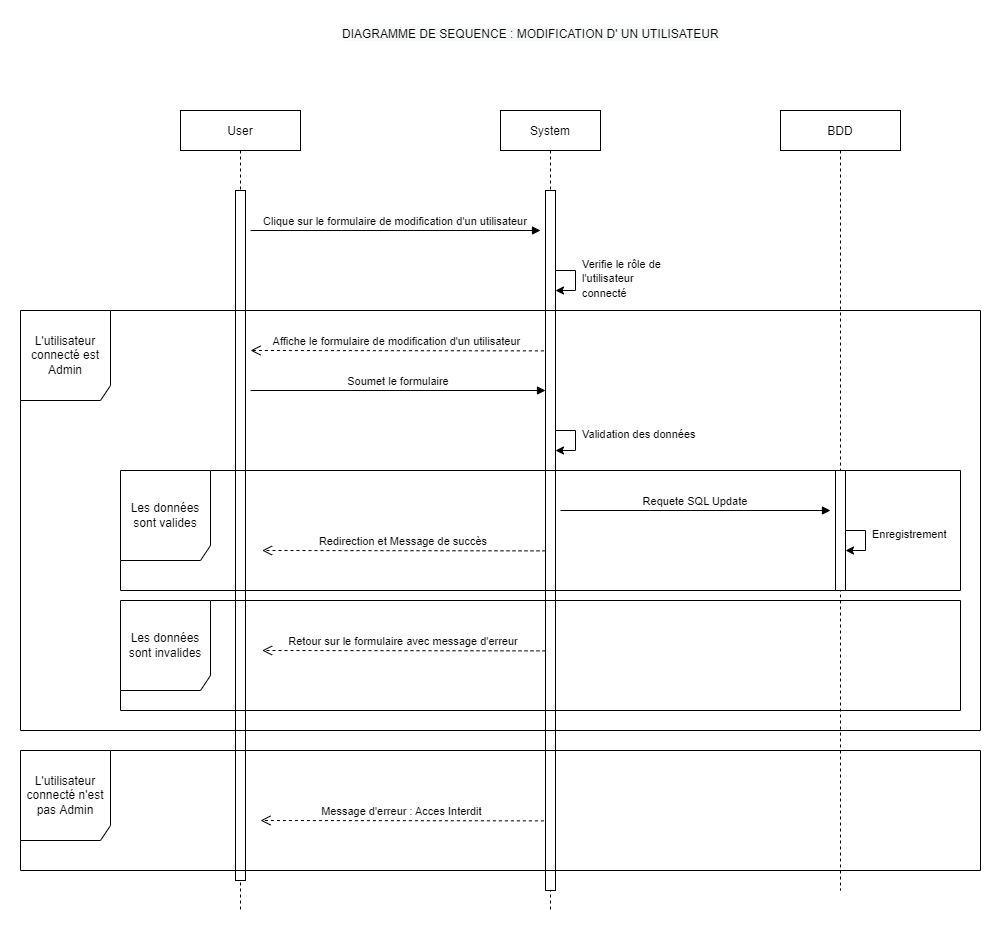 DIAGRAMME DE SEQUENCE : MODIFICATION D' UN UTILISATEUR
User
System
BDD
Clique sur le formulaire de modification d'un utilisateur
Verifie le rôle de
l'utilisateur
connecté
L'utilisateur
connecté est
Admin
Affiche le formulaire de modification d'un utilisateur
Soumet le formulaire
Validation des données
Les données
sont valides
Requete SQL Update
Enregistrement
Redirection et Message de succès
Les données
sont invalides
Retour sur le formulaire avec message d'erreur
L'utilisateur
connecté n'est
pas Admin
Message d'erreur : Acces Interdit